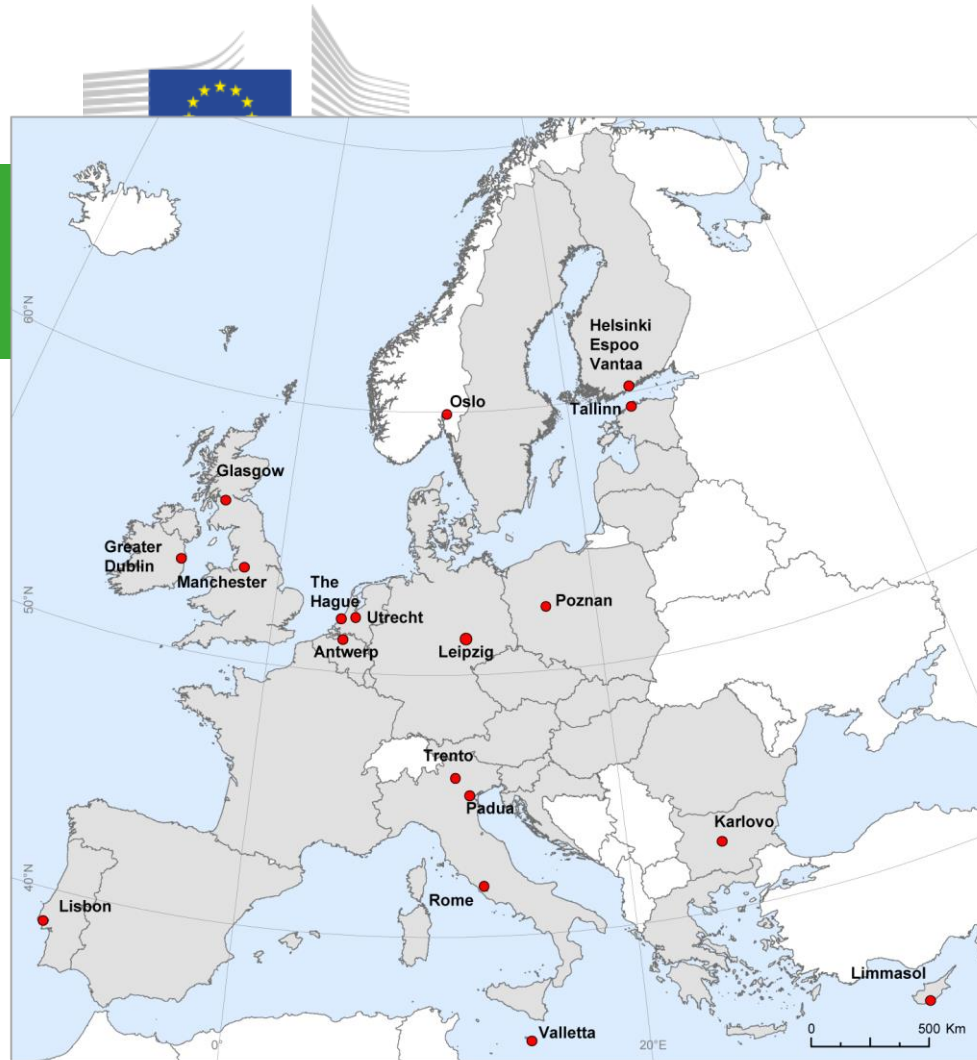 60°N
Helsinki
Espoo
Vantaa
Oslo
Tallinn
Glasgow
Greater
Dublin
Manchester
The
Hague
Utrecht
Poznan
50°N
Antwerp
Leipzig
Trento
Padua
Karlovo
40°N
Lisbon
Rome
Limmasol
Valletta
0°
20°E
0 500 Km